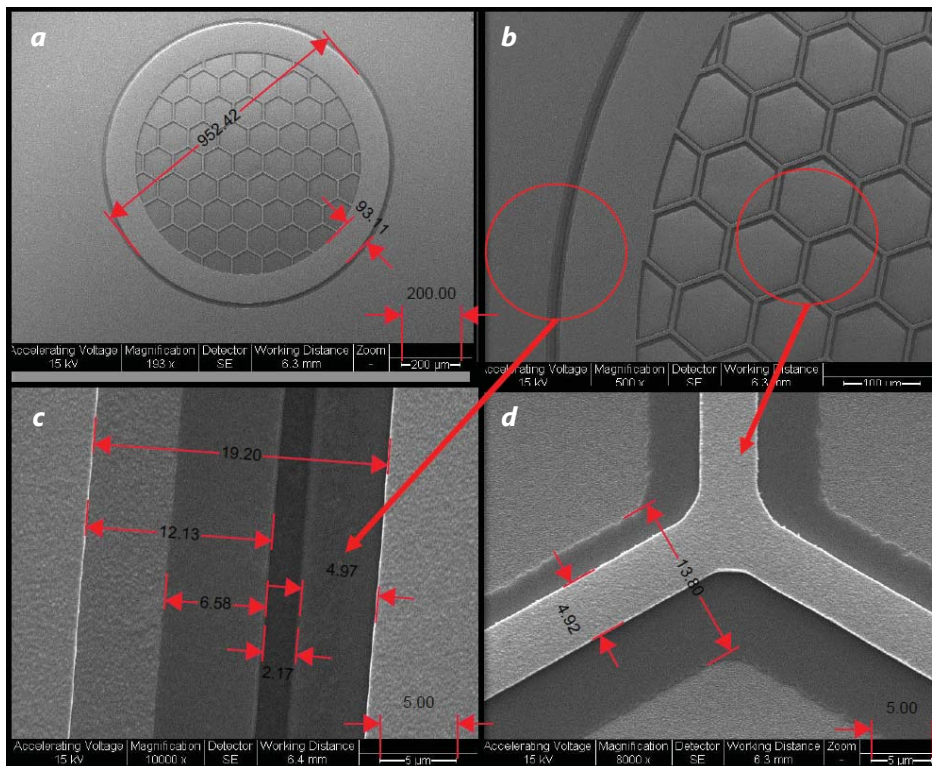 a
952.42
93.11
200.00
Accelerating Voltage Magnification Detector Working Distance Zoom
15 kV 193 x SE 6.3 mm - 200 µm
b
Accelerating Voltage Magnification Detector Working Distance Zoom
15 kV 500 x SE 6.3 mm - 100 µm
c
19.20
12.13
4.97
6.58
2.17
5.00
Accelerating Voltage Magnification Detector Working Distance
15 kV 10000 x SE 6.4 mm 5 µm
d
13.80
4.92
5.00
Accelerating Voltage Magnification Detector Working Distance Zoom
15 kV 8000 x SE 6.3 mm - 5 µm